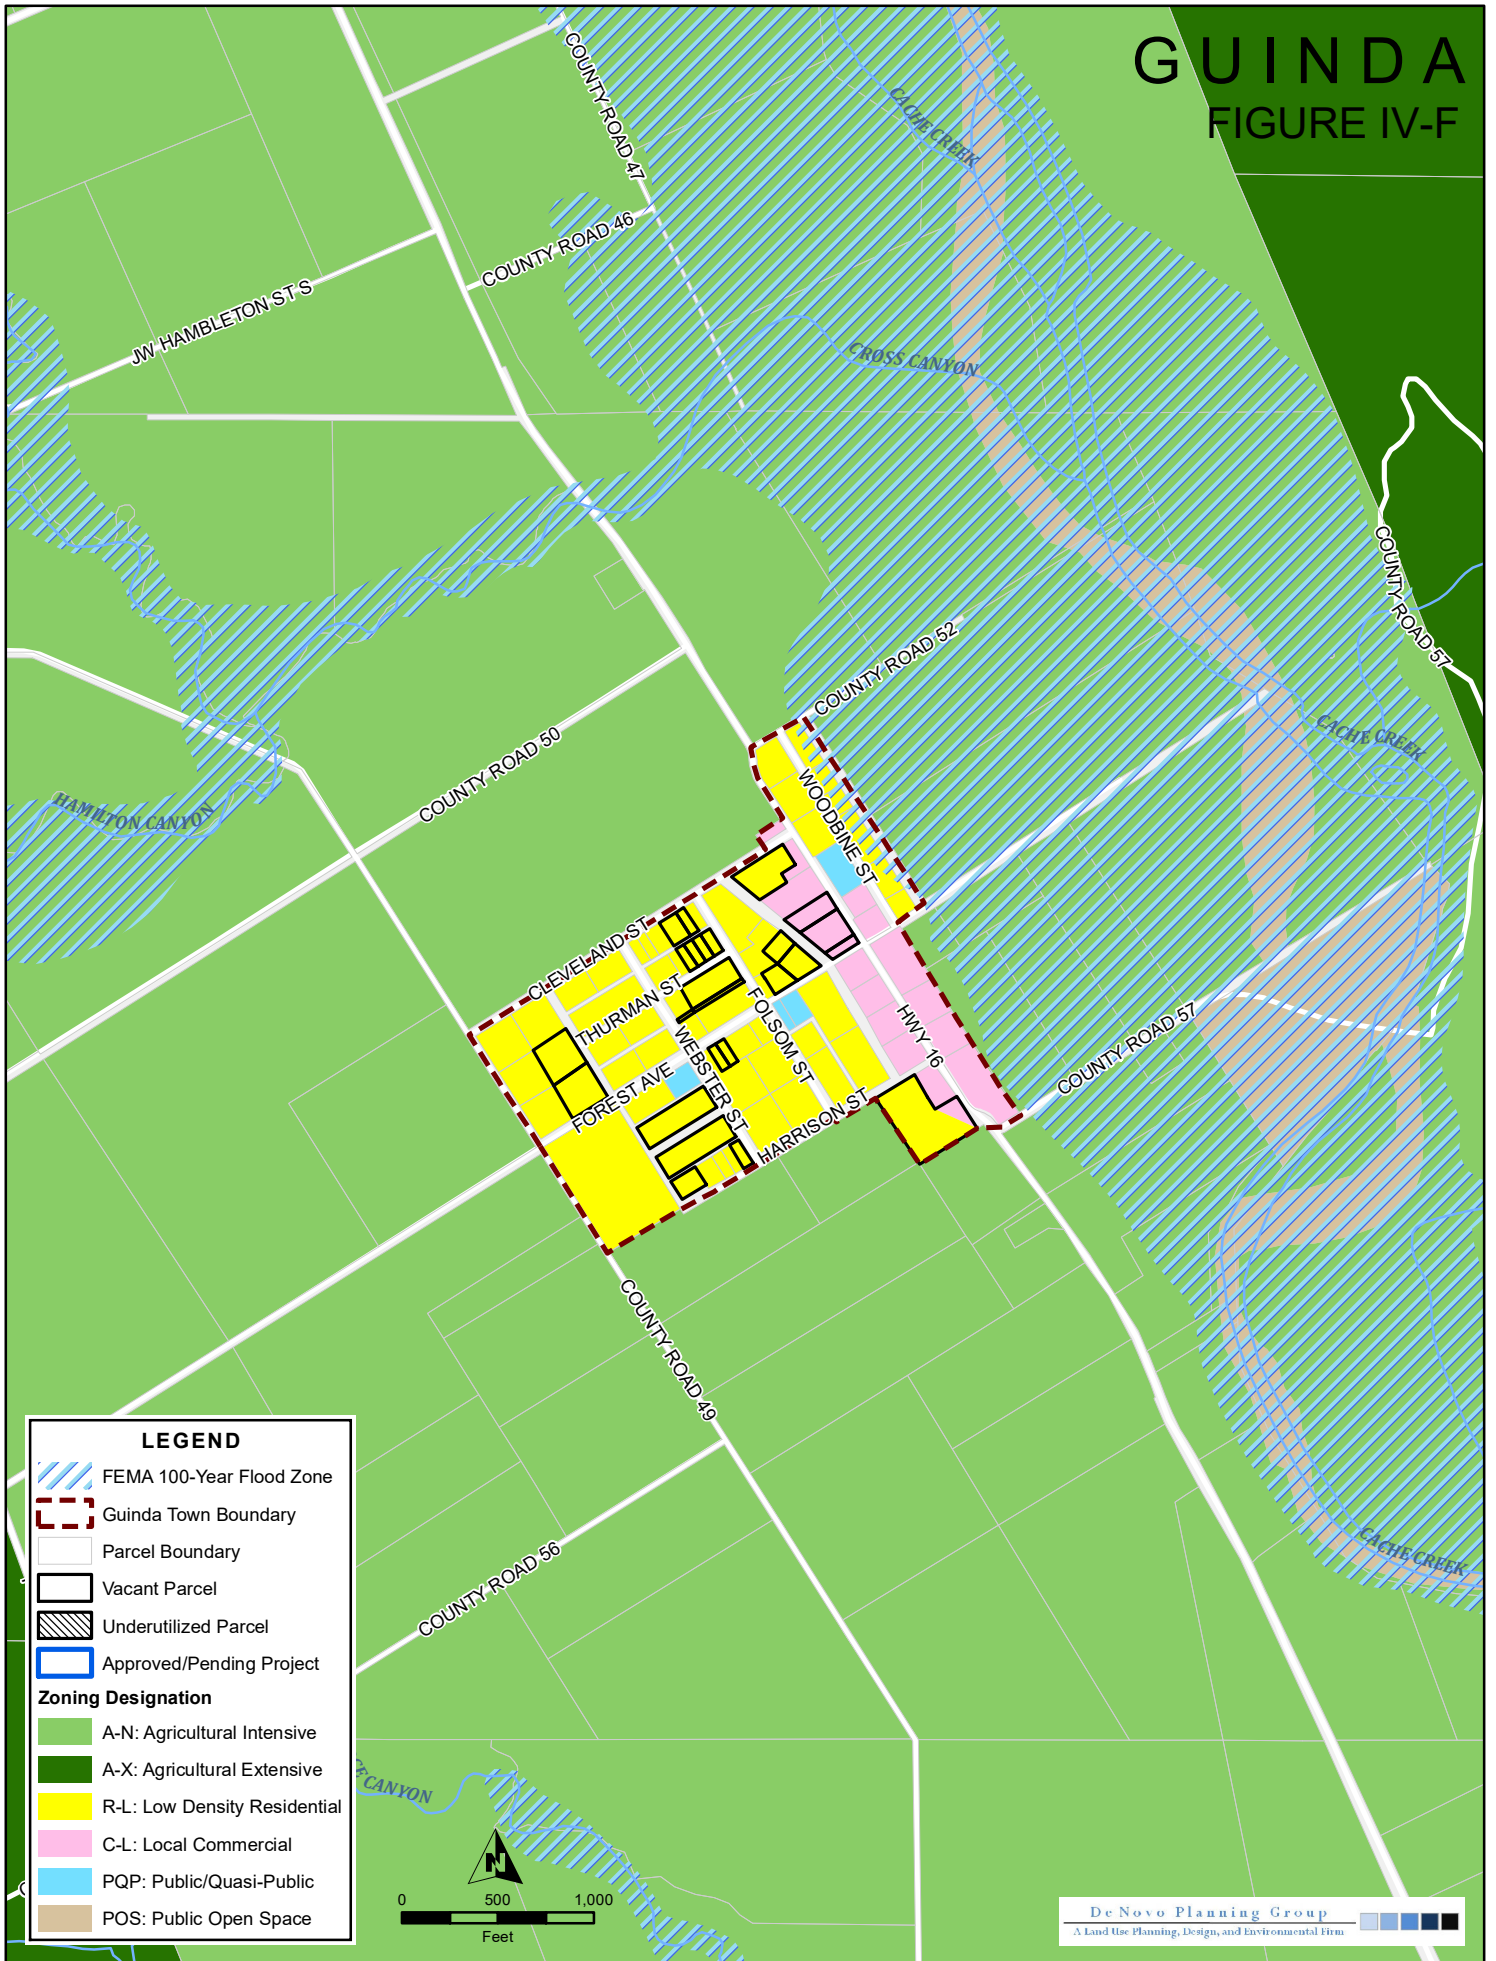 GUINDA
FIGURE IV-F
COUNTY ROAD 47
CACHE CREEK
COUNTY ROAD 46
JW HAMBLETON ST S
CROSS CANYON
COUNTY ROAD 57
COUNTY ROAD 52
CACHE CREEK
COUNTY ROAD 50
HAMILTON CANYON
WOODBINE ST
CLEVELAND ST
THURMAN ST
FOLSOM ST
HWY 16
WEBSTER ST
FOREST AVE
HARRISON ST
COUNTY ROAD 57
COUNTY ROAD 49
COUNTY ROAD 56
CACHE CREEK
CANYON
LEGEND
FEMA 100-Year Flood Zone
Guinda Town Boundary
Parcel Boundary
Vacant Parcel
Underutilized Parcel
Approved/Pending Project
Zoning Designation
A-N: Agricultural Intensive
A-X: Agricultural Extensive
R-L: Low Density Residential
C-L: Local Commercial
PQP: Public/Quasi-Public
POS: Public Open Space
N
0 500 1,000
Feet
De Novo Planning Group
A Land Use Planning, Design, and Environmental Firm